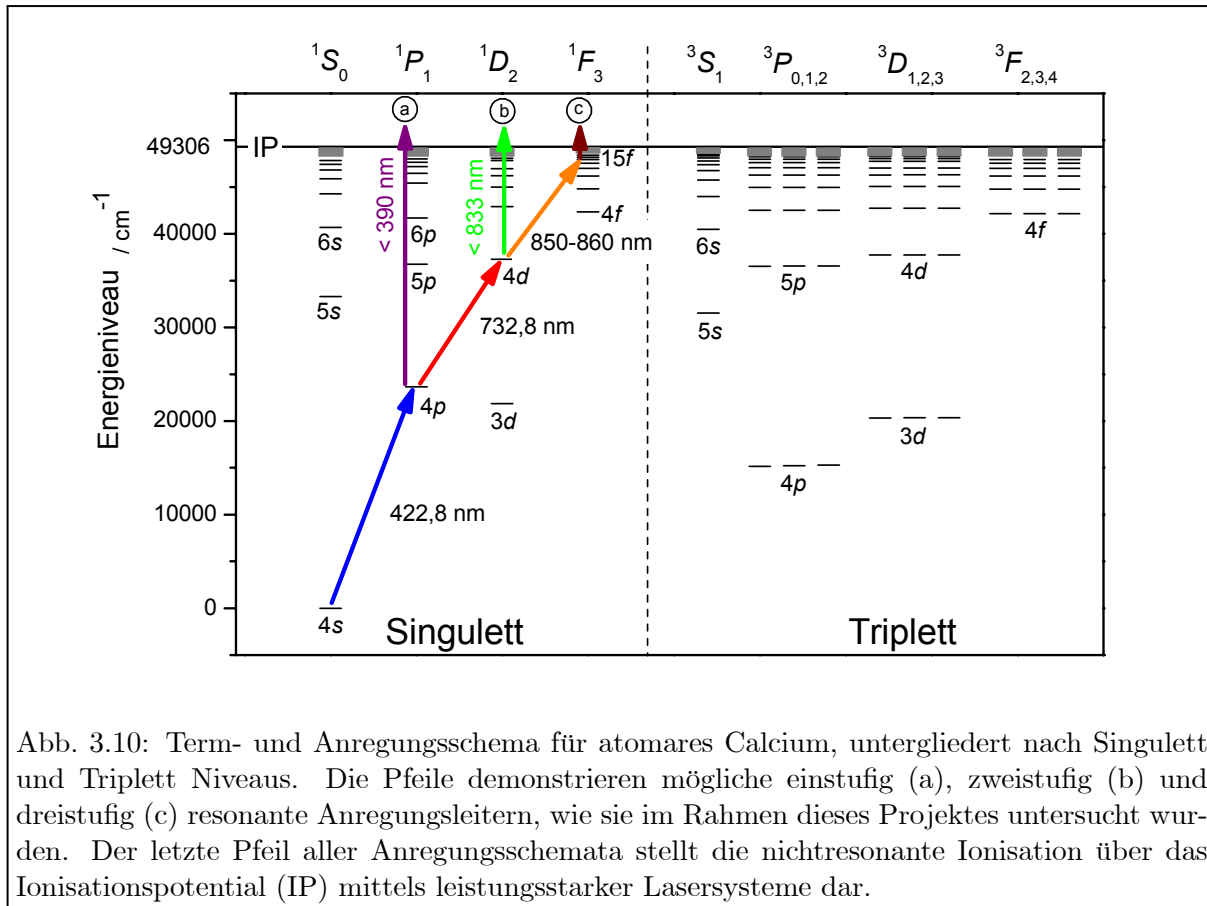 ¹S₀ ¹P₁ ¹D₂ ¹F₃ ³S₁ ³P₀,₁,₂ ³D₁,₂,₃ ³F₂,₃,₄
a b c
49306 IP
15f
< 390 nm
< 833 nm
Energieniveau / cm⁻¹
40000
30000
20000
10000
0
6s
5s
4s
6p
5p
4p
4d
3d
4f
850-860 nm
732,8 nm
422,8 nm
6s
5s
5p
4p
4d
3d
4f
Singulett Triplett
Abb. 3.10: Term- und Anregungsschema für atomares Calcium, untergliedert nach Singulett
und Triplett Niveaus. Die Pfeile demonstrieren mögliche einstufig (a), zweistufig (b) und
dreistufig (c) resonante Anregungsleitern, wie sie im Rahmen dieses Projektes untersucht wur-
den. Der letzte Pfeil aller Anregungsschemata stellt die nichtresonante Ionisation über das
Ionisationspotential (IP) mittels leistungsstarker Lasersysteme dar.